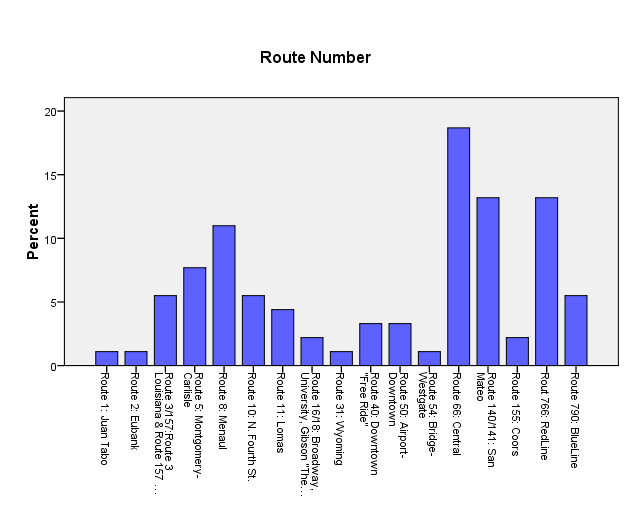 Route Number
Percent
20
15
10
5
0
Route 1: Juan Tabo
Route 2: Eubank
Route 3/157:Route 3
Louisiana & Route 157 ...
Route 5: Montgomery-
Carlisle
Route 8: Menaul
Route 10: N. Fourth St.
Route 11: Lomas
Route 16/18: Broadway,
University, Gibson "The...
Route 31: Wyoming
Route 40: Downtown
"Free Ride"
Route 50: Airport-
Downtown
Route 54: Bridge-
Westgate
Route 66: Central
Route 140/141: San
Mateo
Route 155: Coors
Rout 766: RedLine
Route 790: BlueLine